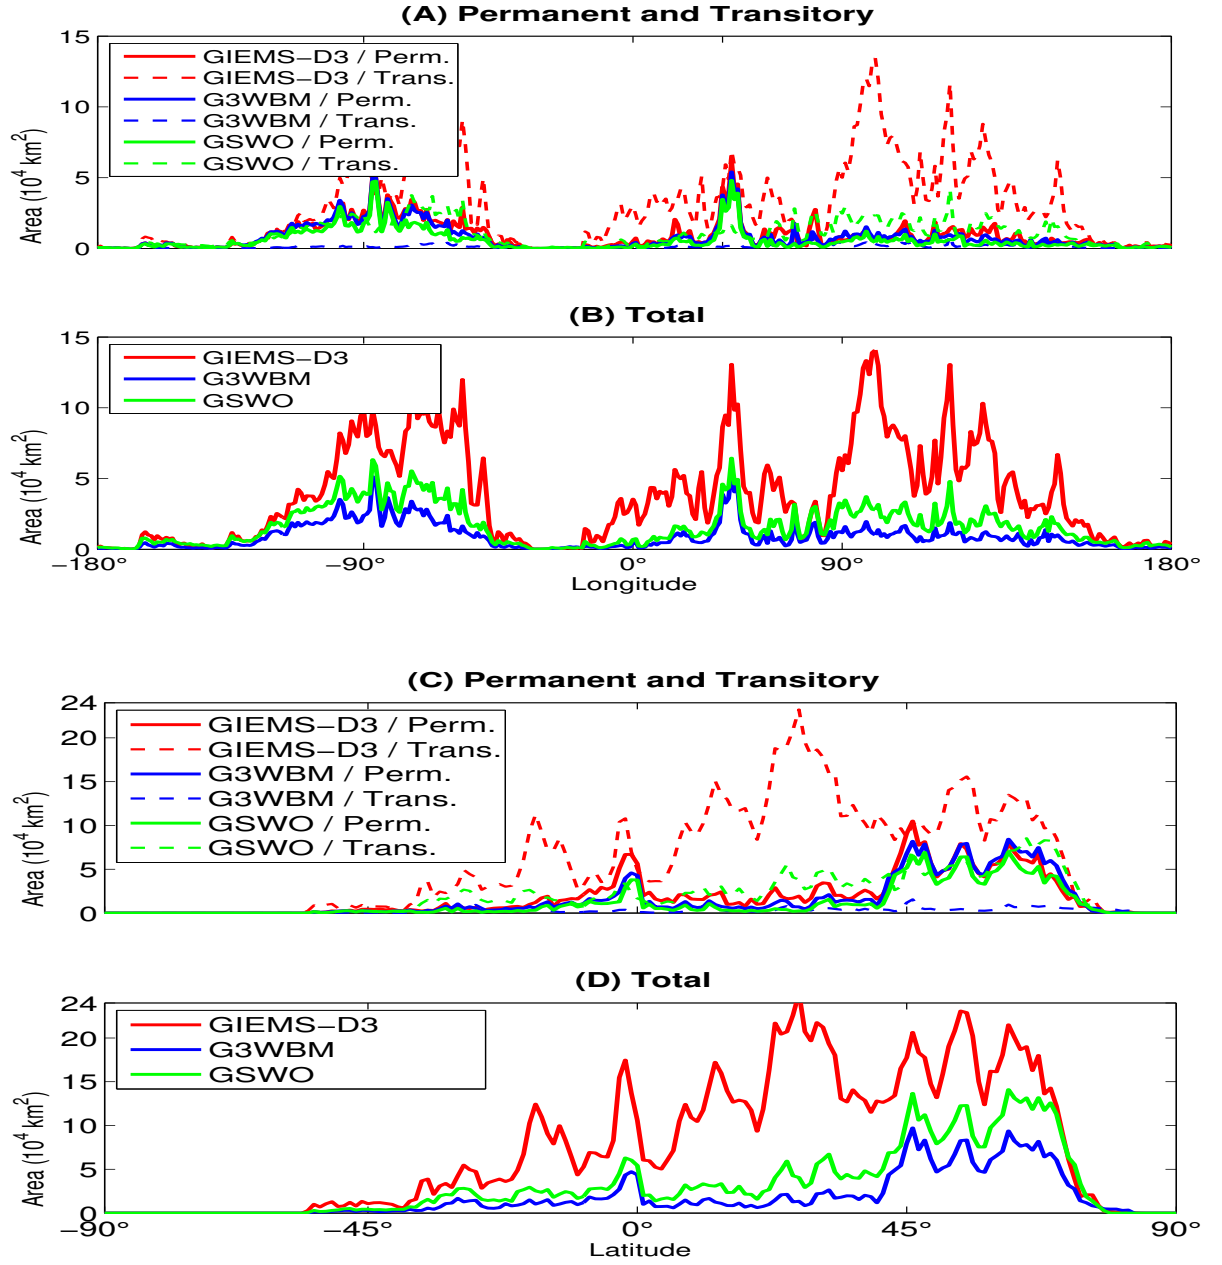 (A) Permanent and Transitory
15
10
5
0
Area (10⁴ km²)
GIEMS−D3 / Perm.
GIEMS−D3 / Trans.
G3WBM / Perm.
G3WBM / Trans.
GSWO / Perm.
GSWO / Trans.
(B) Total
15
10
5
0
Area (10⁴ km²)
GIEMS−D3
G3WBM
GSWO
−180° −90° 0° 90° 180°
Longitude
(C) Permanent and Transitory
24
20
15
10
5
0
Area (10⁴ km²)
GIEMS−D3 / Perm.
GIEMS−D3 / Trans.
G3WBM / Perm.
G3WBM / Trans.
GSWO / Perm.
GSWO / Trans.
(D) Total
24
20
15
10
5
0
Area (10⁴ km²)
GIEMS−D3
G3WBM
GSWO
−90° −45° 0° 45° 90°
Latitude